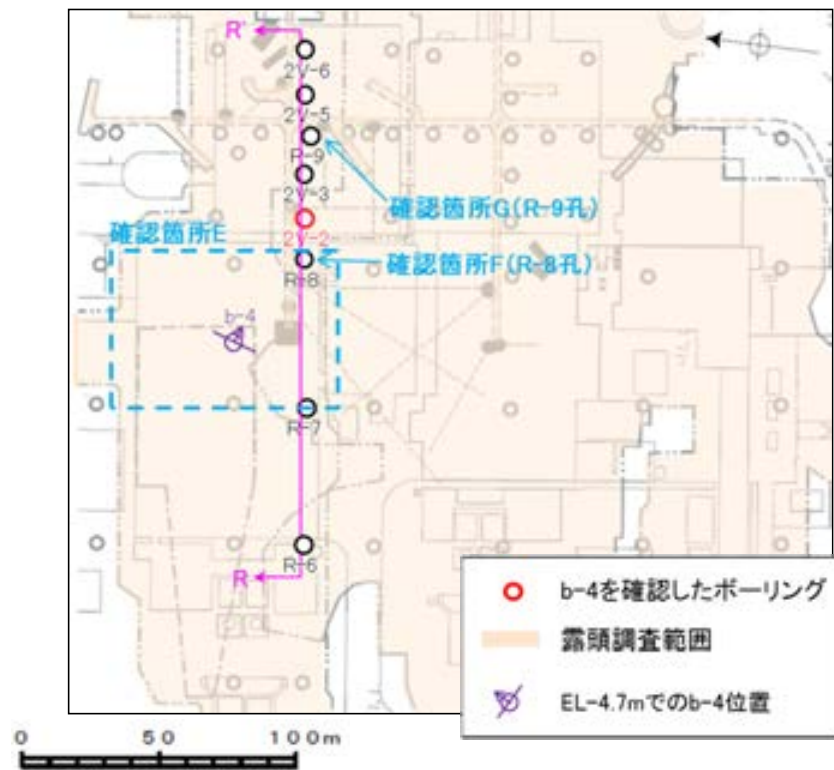 R'
2V-6
2V-5
R-9
2V-3
確認箇所G(R-9孔)
確認箇所E
2V-2
確認箇所F(R-8孔)
R-8
b-4
R-7
R-6
R
b-4を確認したボーリング
露頭調査範囲
EL-4.7mでのb-4位置
0 50 100m